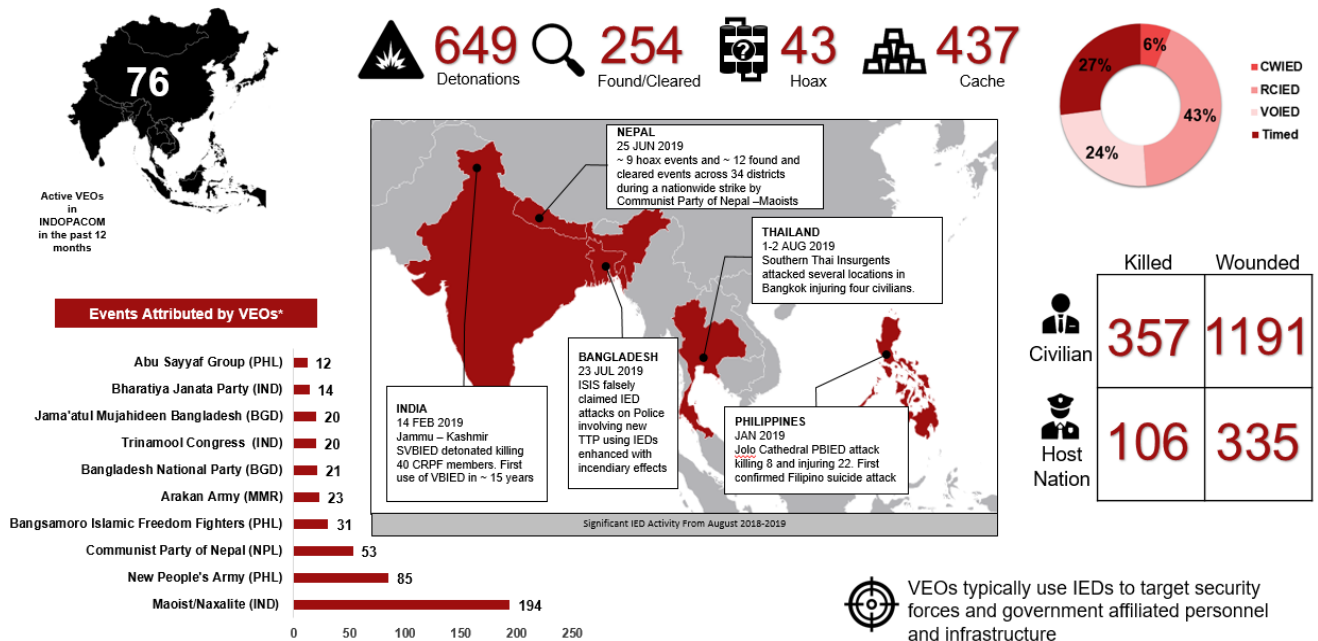 76
Active VEOs
in
INDOPACOM
in the past 12
months
649
Detonations
254
Found/Cleared
?
43
Hoax
437
Cache
6%
43%
24%
27%
CWIED
RCIED
VOIED
Timed
NEPAL
25 JUN 2019
~ 9 hoax events and ~ 12 found and
cleared events across 34 districts
during a nationwide strike by
Communist Party of Nepal –Maoists
THAILAND
1-2 AUG 2019
Southern Thai Insurgents
attacked several locations in
Bangkok injuring four civilians.
BANGLADESH
23 JUL 2019
ISIS falsely
claimed IED
attacks on Police
involving new
TTP using IEDs
enhanced with
incendiary effects
INDIA
14 FEB 2019
Jammu – Kashmir
SVBIED detonated killing
40 CRPF members. First
use of VBIED in ~ 15 years
PHILIPPINES
JAN 2019
Jolo Cathedral PBIED attack
killing 8 and injuring 22. First
confirmed Filipino suicide attack
Significant IED Activity From August 2018-2019
Events Attributed by VEOs*
Abu Sayyaf Group (PHL) 12
Bharatiya Janata Party (IND) 14
Jama'atul Mujahideen Bangladesh (BGD) 20
Trinamool Congress (IND) 20
Bangladesh National Party (BGD) 21
Arakan Army (MMR) 23
Bangsamoro Islamic Freedom Fighters (PHL) 31
Communist Party of Nepal (NPL) 53
New People's Army (PHL) 85
Maoist/Naxalite (IND) 194
0 50 100 150 200 250
Killed Wounded
Civilian 357 1191
Host
Nation 106 335
VEOs typically use IEDs to target security
forces and government affiliated personnel
and infrastructure